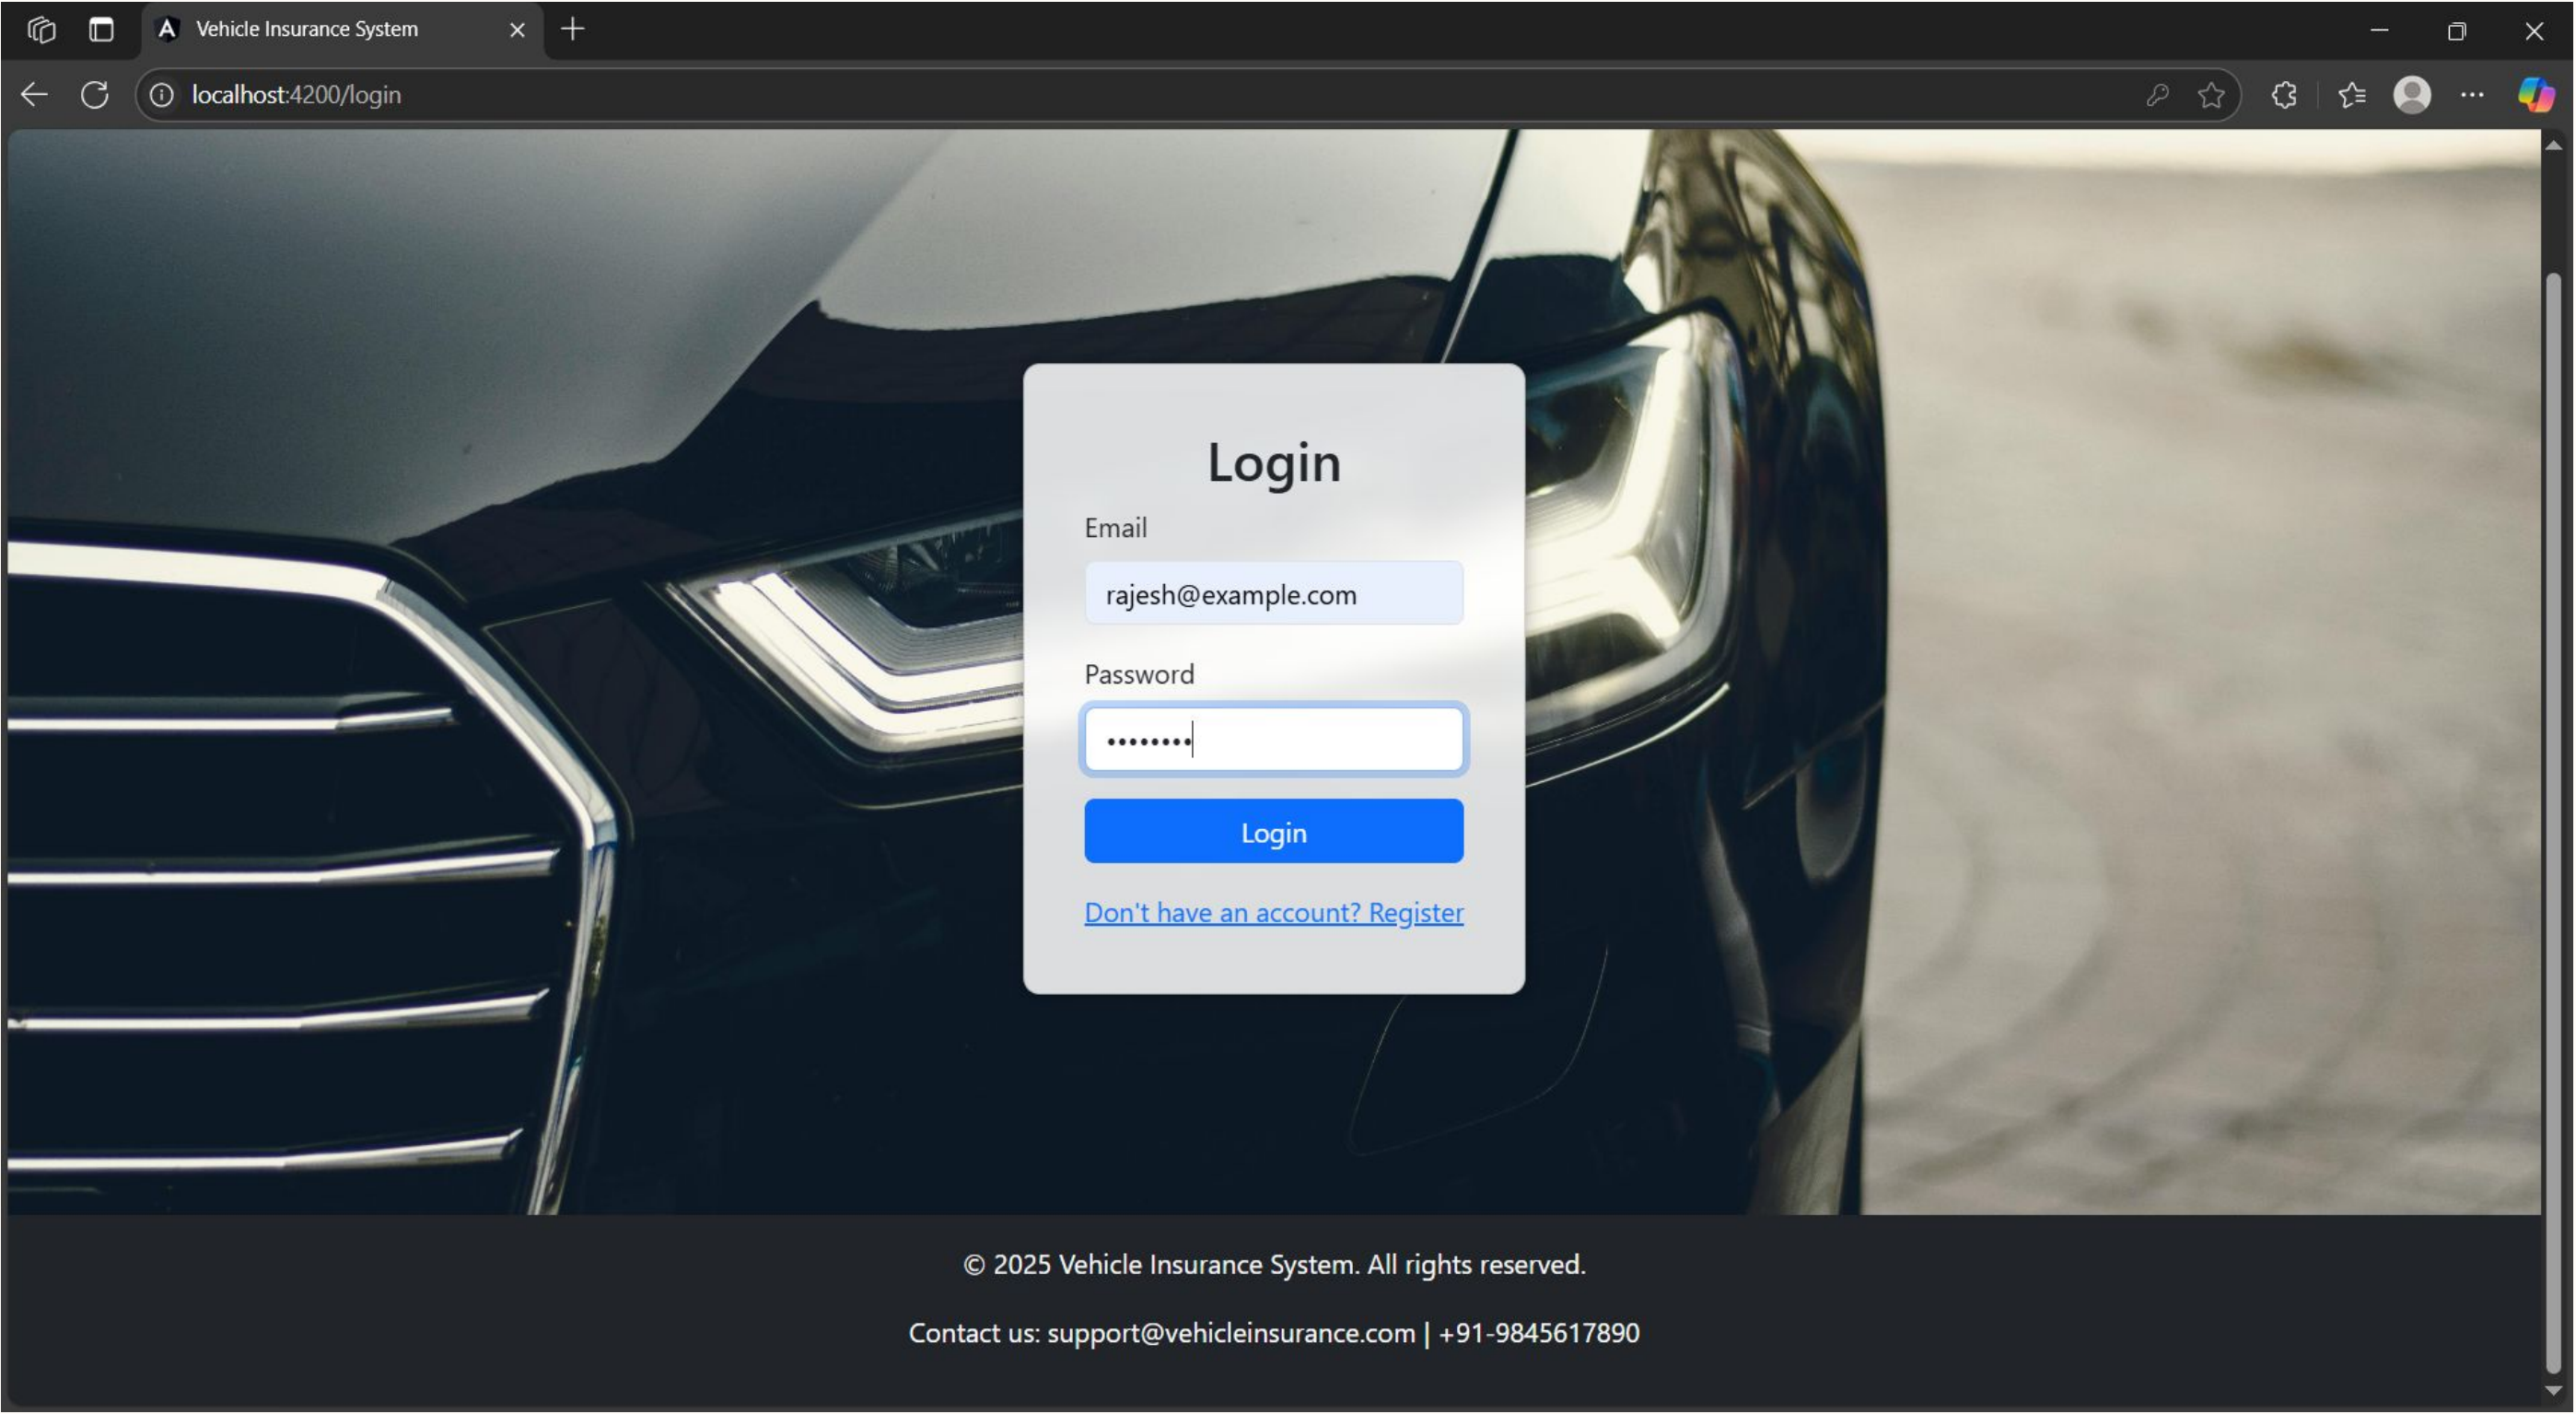 Vehicle Insurance System
localhost:4200/login
Login
Email
rajesh@example.com
Password
••••••••
Login
Don't have an account? Register
© 2025 Vehicle Insurance System. All rights reserved.
Contact us: support@vehicleinsurance.com | +91-9845617890